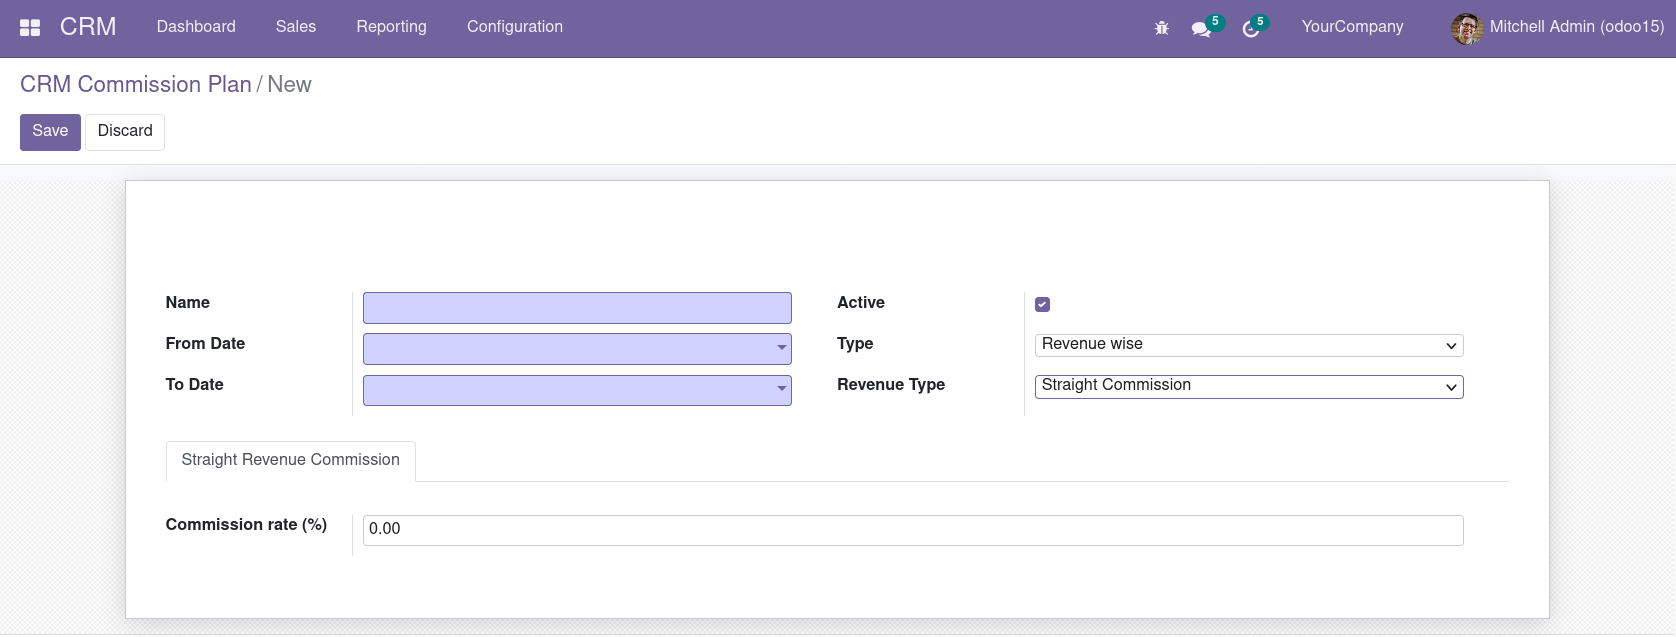 CRM Dashboard Sales Reporting Configuration 5 5 YourCompany Mitchell Admin (odoo15)
CRM Commission Plan / New
Save Discard
Name Active
From Date Type Revenue wise
To Date Revenue Type Straight Commission
Straight Revenue Commission
Commission rate (%) 0.00